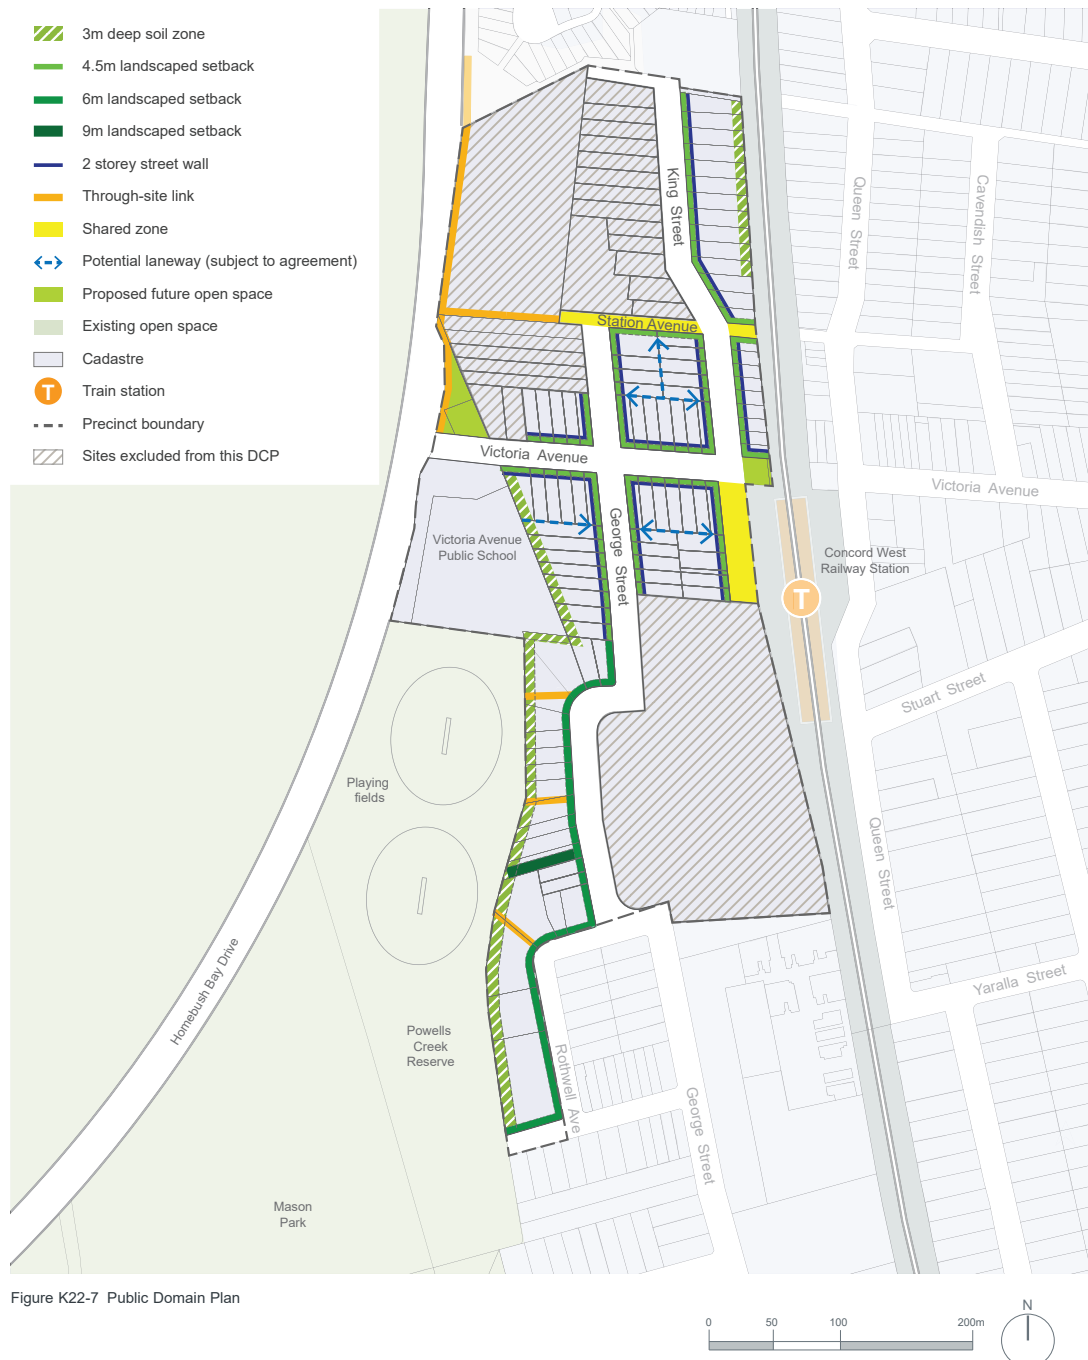 3m deep soil zone
4.5m landscaped setback
6m landscaped setback
9m landscaped setback
2 storey street wall
Through-site link
Shared zone
Potential laneway (subject to agreement)
Proposed future open space
Existing open space
Cadastre
T
Train station
Precinct boundary
Sites excluded from this DCP
King Street
Queen Street
Cavendish Street
Station Avenue
Victoria Avenue
Victoria Avenue
George Street
Victoria Avenue
Public School
Concord West
Railway Station
T
Stuart Street
Playing
fields
Queen Street
Homebush Bay Drive
Yaralla Street
Powells
Creek
Reserve
Rothwell Ave
George Street
Mason
Park
Figure K22-7 Public Domain Plan
0
50
100
200m
N